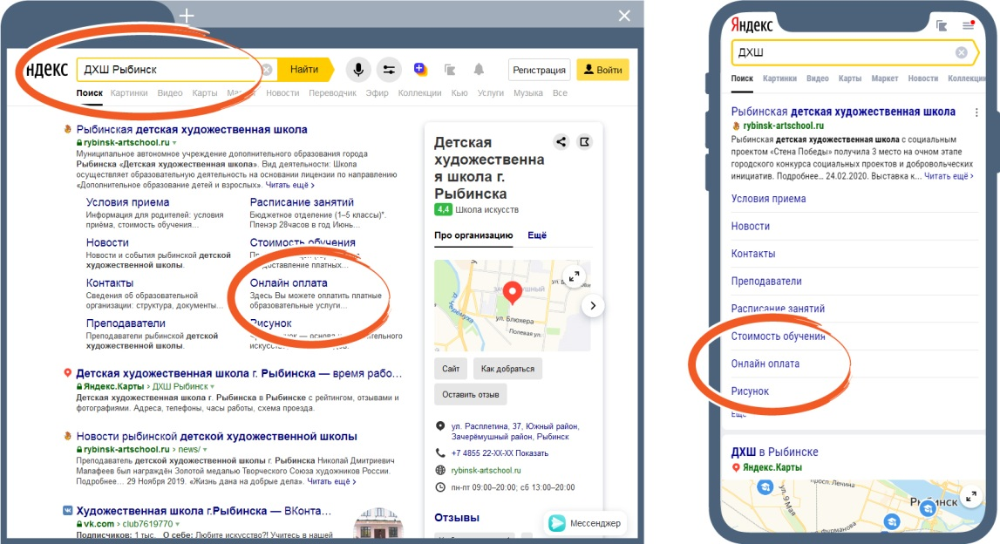 ндекс
ДХШ Рыбинск
Найти
Регистрация
Войти
Поиск Картинки Видео Карты Новости Переводчик Эфир Коллекции Кью Услуги Музыка Все
Рыбинская детская художественная школа
rybinsk-artschool.ru
Муниципальное автономное учреждение дополнительного образования города
Рыбинска «Детская художественная школа». Вид деятельности: Школа
осуществляет образовательную деятельность на основании лицензии по направлению
«Дополнительное образование детей и взрослых». Читать ещё ›
Условия приема
Информация для родителей: условия
приёма, стоимость обучения...
Расписание занятий
Бюджетное отделение (1–5 классы)*.
Пленэр 28часов в год Июнь...
Новости
Новости и события рыбинской детской
художественной школы.
Стоимость обучения
доставление платных...
Контакты
Сведения об образовательной
организации: структура, документы...
Онлайн оплата
Здесь Вы можете оплатить платные
образовательные услуги...
Преподаватели
Преподаватели рыбинской детской
художественной школы.
Рисунок
— основа
искусст
Детская художественная школа г. Рыбинска — время рабо...
Яндекс.Карты › ДХШ Рыбинск
Детская художественная школа г. Рыбинска в Рыбинске с рейтингом, отзывами и
фотографиями. Адреса, телефоны, часы работы, схема проезда.
Новости рыбинской детской художественной школы
rybinsk-artschool.ru › news/
Преподаватель детской художественной школы г. Рыбинска Николай Дмитриевич
Малафеев был награждён Золотой медалью Творческого Союза художников России.
Подробнее... 29 Ноября 2019. «Жизнь дана на добрые дела». Читать ещё ›
Художественная школа г.Рыбинска — ВКонта...
vk.com › club7619770
Подписчиков: 1 тыс. О себе: Любите искусство?! Учитесь в нашей
Детская
художественна
я школа г.
Рыбинска
4,4 Школа искусств
Про организацию Ещё
р. Черёмуха
ЗАЧЕРЁМУШНЫЙ
ул. Блюхера
Полевая ул.
Сайт
Как добраться
Оставить отзыв
ул. Расплетина, 37, Южный район,
Зачерёмушный район, Рыбинск
+7 4855 22-XX-XX Показать
rybinsk-artschool.ru
пн-пт 09:00–20:00; сб 13:00–20:00
Отзывы
Мессенджер
Яндекс
ДХШ
Поиск Картинки Видео Карты Маркет Новости Коллекции
Рыбинская детская художественная школа
rybinsk-artschool.ru
Рыбинская детская художественная школа с социальным
проектом «Стена Победы» получила 3 место на очном этапе
городского конкурса социальных проектов и добровольческих
инициатив. Подробнее... 24.02.2020. Выставка к... Читать ещё ›
Условия приема
Новости
Контакты
Преподаватели
Расписание занятий
Стоимость обучения
Онлайн оплата
Рисунок
Ещё
ДХШ в Рыбинске
Яндекс.Карты
просп. Ленина
ул. 9 Мая
Фурманова